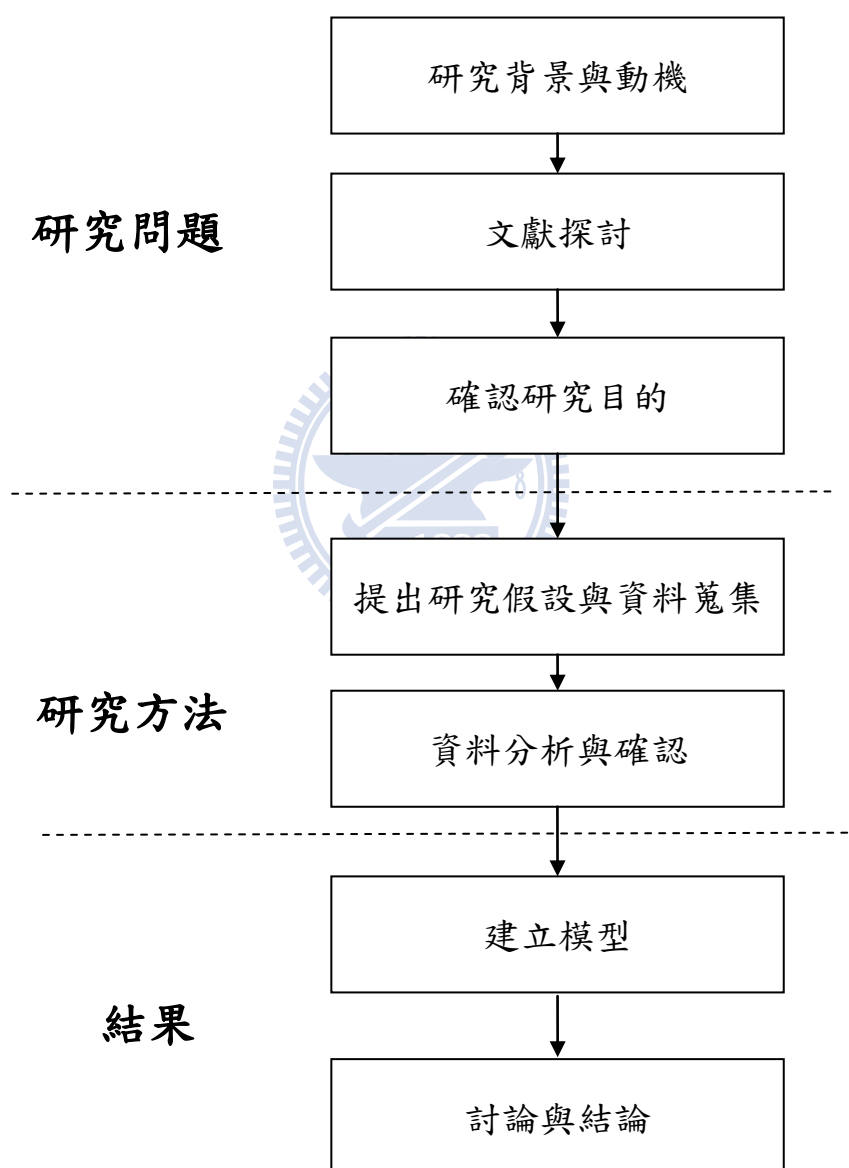 研究背景與動機
研究問題
文獻探討
確認研究目的
提出研究假設與資料蒐集
研究方法
資料分析與確認
建立模型
結果
討論與結論